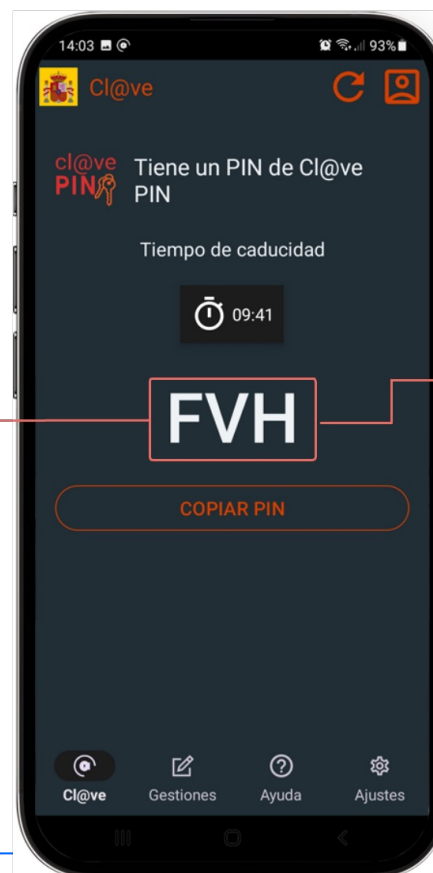 14:03 93%
Cl@ve
cl@ve
PIN
Tiene un PIN de Cl@ve
PIN
Tiempo de caducidad
09:41
FVH
COPIAR PIN
Cl@ve Gestiones Ayuda Ajustes